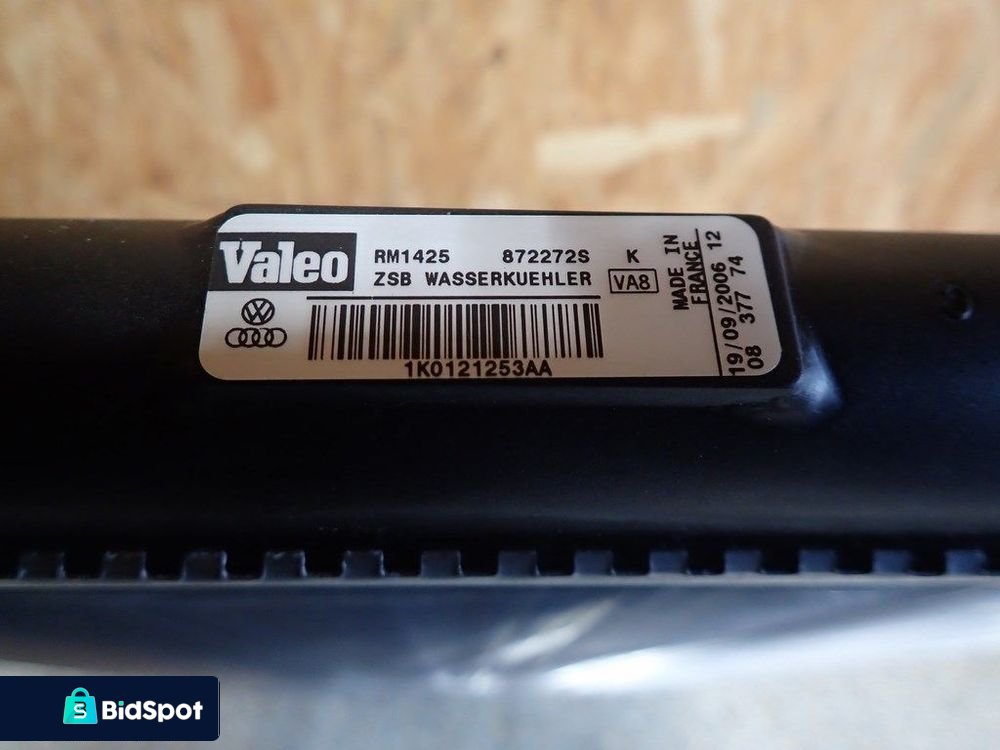 Valeo
RM1425 872272S K
ZSB WASSERKUEHLER VA8
1K0121253AA
MADE IN
FRANCE
19/09/2006 12
08 377 74
BidSpot